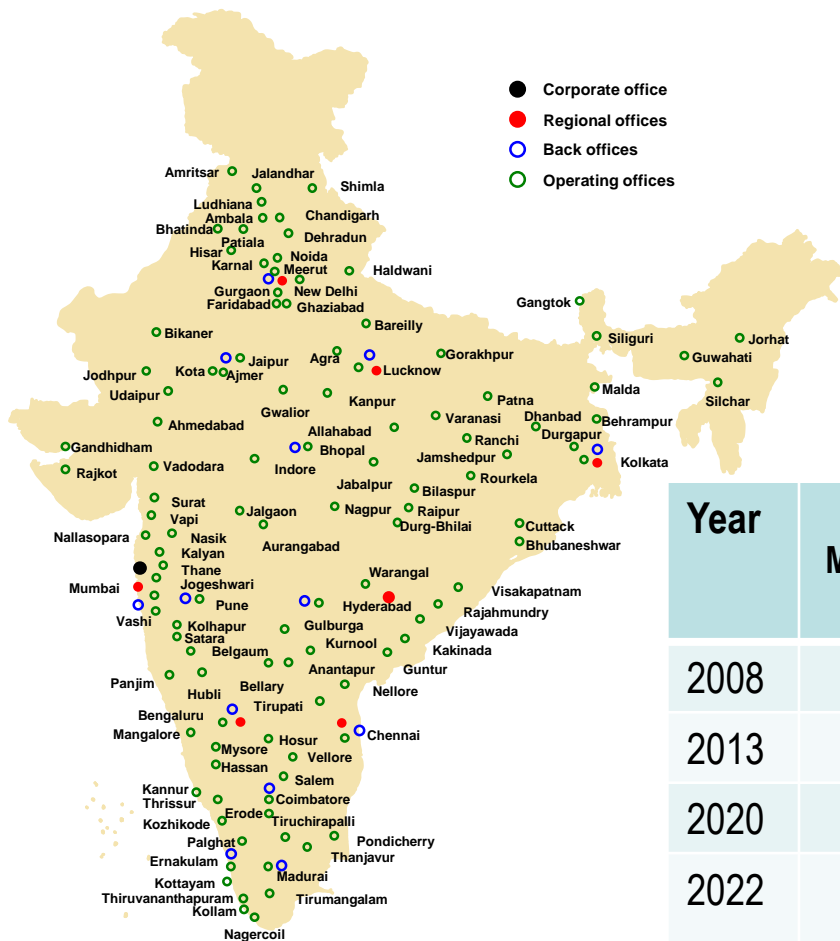 Corporate office
Regional offices
Back offices
Operating offices
Amritsar
Jalandhar
Shimla
Ludhiana
Ambala
Chandigarh
Bhatinda
Patiala
Dehradun
Hisar
Noida
Karnal
Meerut
Haldwani
Gurgaon
New Delhi
Faridabad
Ghaziabad
Gangtok
Bikaner
Bareilly
Siliguri
Jorhat
Jaipur
Agra
Gorakhpur
Guwahati
Jodhpur
Kota
Ajmer
Lucknow
Udaipur
Gwalior
Kanpur
Patna
Malda
Silchar
Ahmedabad
Allahabad
Varanasi
Dhanbad
Behrampur
Gandhidham
Bhopal
Ranchi
Durgapur
Rajkot
Vadodara
Indore
Jamshedpur
Kolkata
Jabalpur
Bilaspur
Rourkela
Surat
Jalgaon
Nagpur
Raipur
Vapi
Durg-Bhilai
Cuttack
Nallasopara
Nasik
Aurangabad
Bhubaneshwar
Kalyan
Thane
Warangal
Mumbai
Jogeshwari
Visakapatnam
Vashi
Pune
Hyderabad
Rajahmundry
Kolhapur
Gulburga
Vijayawada
Satara
Kurnool
Kakinada
Belgaum
Guntur
Panjim
Anantapur
Hubli
Bellary
Nellore
Tirupati
Bengaluru
Mangalore
Hosur
Chennai
Mysore
Vellore
Hassan
Salem
Kannur
Thrissur
Coimbatore
Erode
Kozhikode
Tiruchirapalli
Palghat
Pondicherry
Ernakulam
Thanjavur
Madurai
Kottayam
Thiruvananthapuram
Tirumangalam
Kollam
Nagercoil
Year
M
2008
2013
2020
2022